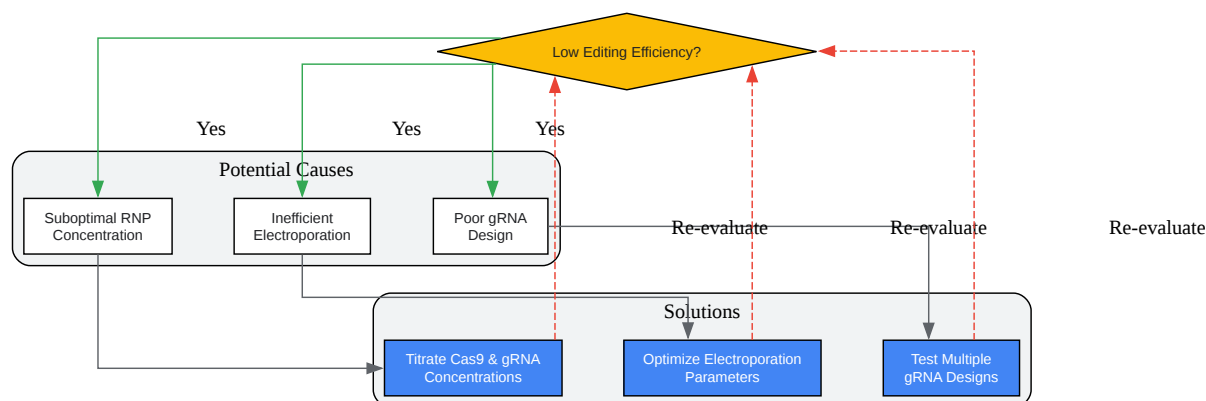 Low Editing Efficiency?
Yes
Yes
Yes
Potential Causes
Suboptimal RNP
Concentration
Inefficient
Electroporation
Poor gRNA
Design
Re-evaluate
Re-evaluate
Re-evaluate
Solutions
Titrate Cas9 & gRNA
Concentrations
Optimize Electroporation
Parameters
Test Multiple
gRNA Designs